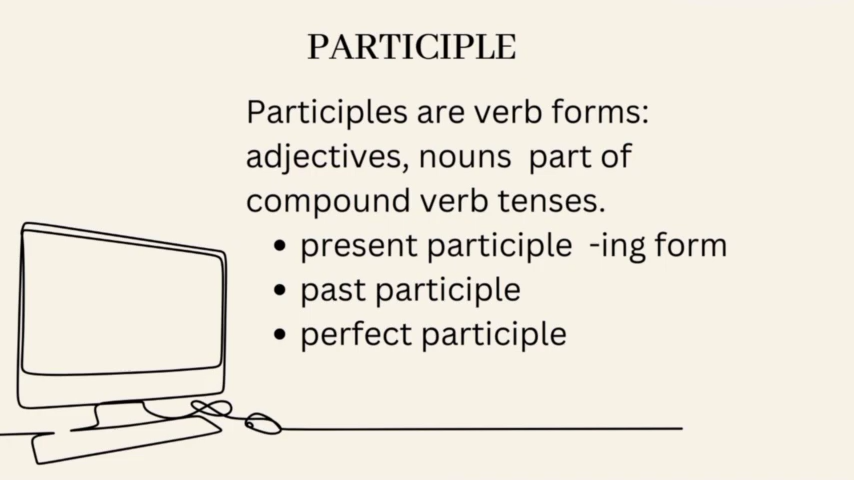 PARTICIPLE
Participles are verb forms:
adjectives, nouns part of
compound verb tenses.
• present participle -ing form
• past participle
• perfect participle